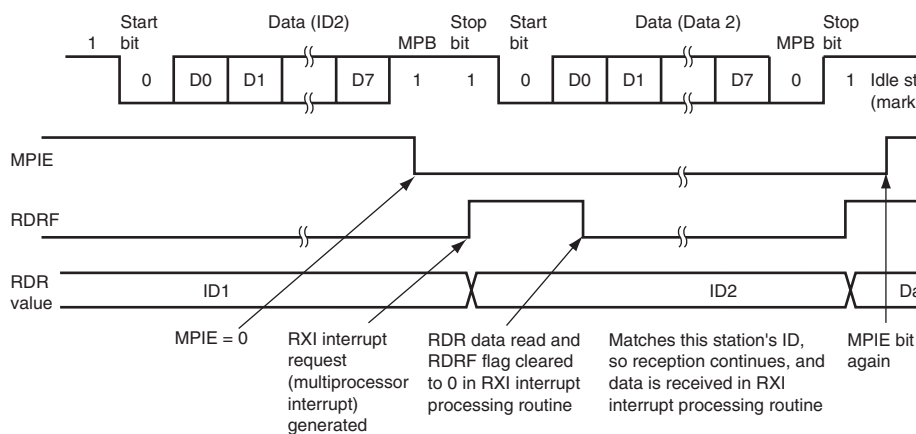 Start Data (ID2) Stop Start Data (Data 2) Stop
1 bit MPB bit bit MPB bit
0 D0 D1 D7 1 1 0 D0 D1 D7 0 1 Idle st
(mark
MPIE
RDRF
RDR
value
ID1 ID2 Da
MPIE = 0
RXI interrupt
request
(multiprocessor
interrupt)
generated
RDR data read and
RDRF flag cleared
to 0 in RXI interrupt
processing routine
Matches this station's ID,
so reception continues, and
data is received in RXI
interrupt processing routine
MPIE bit
again